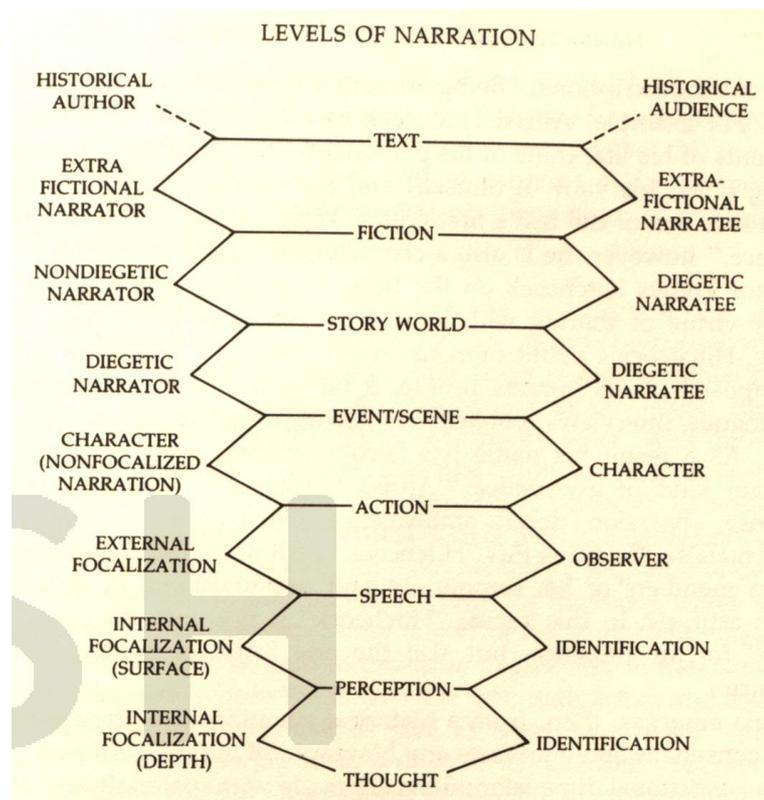 LEVELS OF NARRATION
HISTORICAL
AUTHOR
HISTORICAL
AUDIENCE
TEXT
EXTRA
FICTIONAL
NARRATOR
EXTRA-
FICTIONAL
NARRATEE
FICTION
NONDIEGETIC
NARRATOR
DIEGETIC
NARRATEE
STORY WORLD
DIEGETIC
NARRATOR
DIEGETIC
NARRATEE
EVENT/SCENE
CHARACTER
(NONFOCALIZED
NARRATION)
CHARACTER
ACTION
EXTERNAL
FOCALIZATION
OBSERVER
SPEECH
INTERNAL
FOCALIZATION
(SURFACE)
IDENTIFICATION
PERCEPTION
INTERNAL
FOCALIZATION
(DEPTH)
IDENTIFICATION
THOUGHT
SH